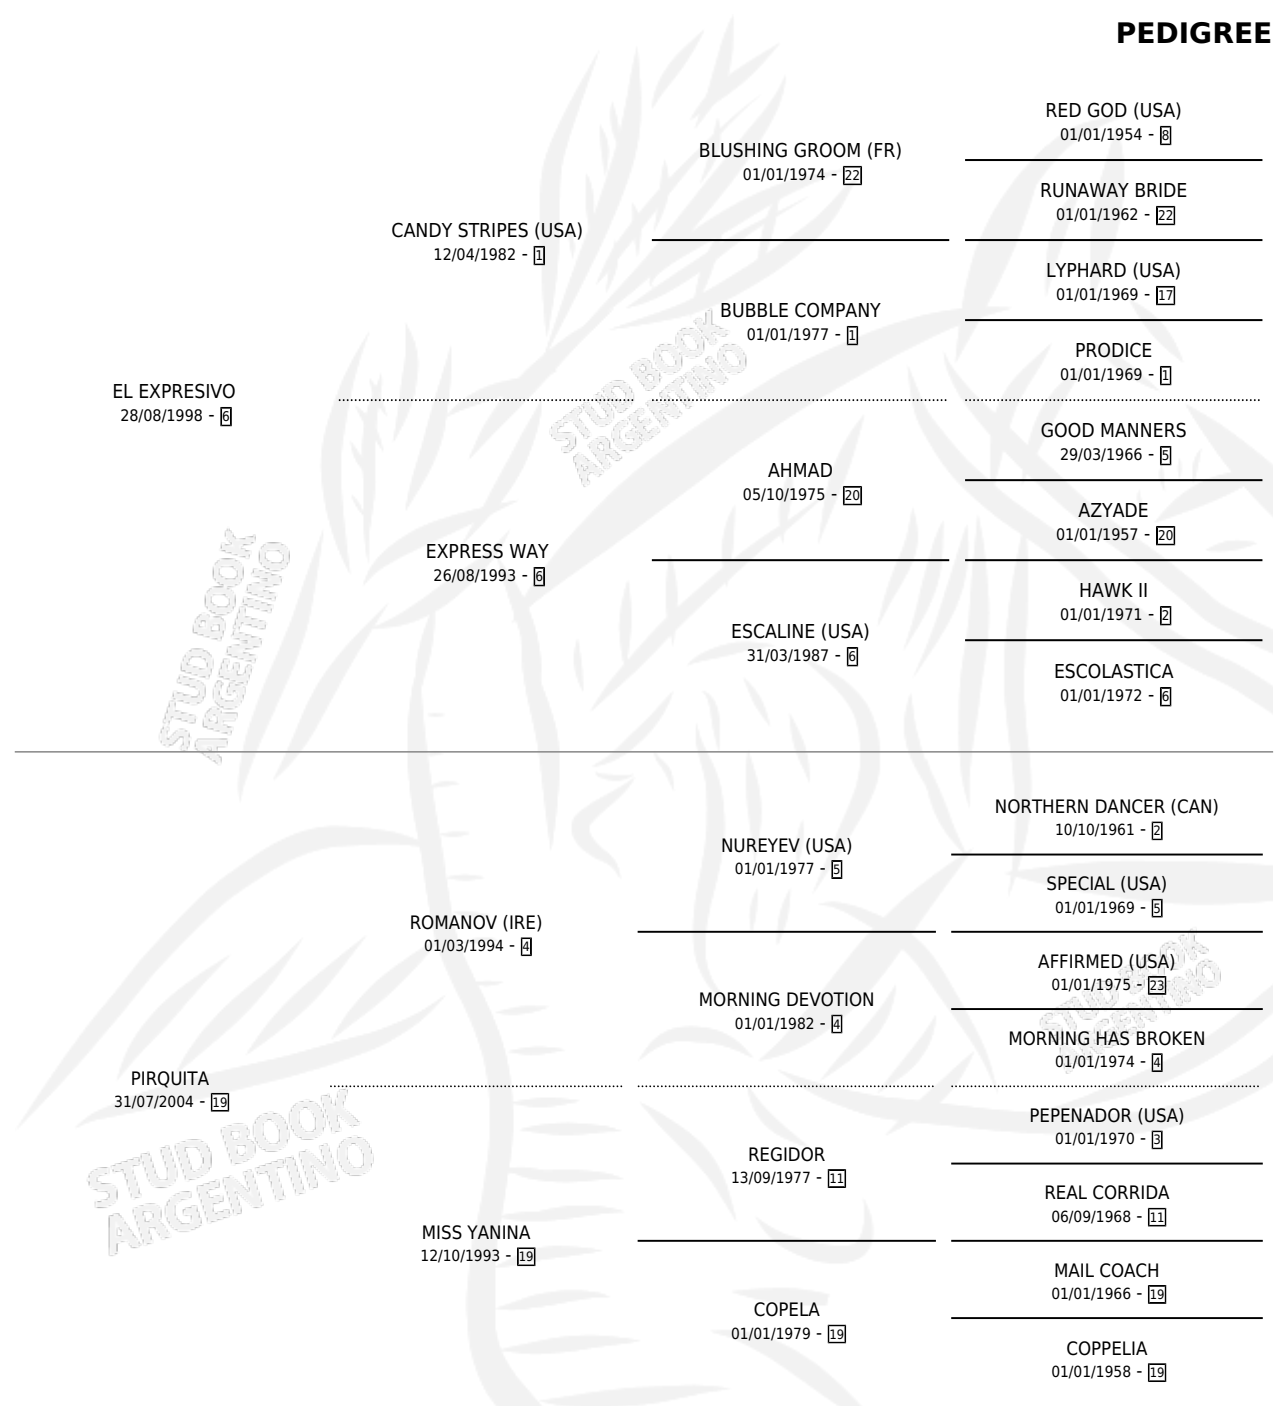 PEDIGREE
RED GOD (USA)
01/01/1954 - 8
BLUSHING GROOM (FR)
01/01/1974 - 22
RUNAWAY BRIDE
01/01/1962 - 22
CANDY STRIPES (USA)
12/04/1982 - 1
LYPHARD (USA)
01/01/1969 - 17
BUBBLE COMPANY
01/01/1977 - 1
PRODICE
01/01/1969 - 1
EL EXPRESIVO
28/08/1998 - 6
STUD BOOK
ARGENTINO
GOOD MANNERS
29/03/1966 - 5
AHMAD
05/10/1975 - 20
AZYADE
01/01/1957 - 20
EXPRESS WAY
26/08/1993 - 6
HAWK II
01/01/1971 - 2
ESCALINE (USA)
31/03/1987 - 6
ESCOLASTICA
01/01/1972 - 6
STUD BOOK
ARGENTINO
NORTHERN DANCER (CAN)
10/10/1961 - 2
NUREYEV (USA)
01/01/1977 - 5
SPECIAL (USA)
01/01/1969 - 5
ROMANOV (IRE)
01/03/1994 - 4
AFFIRMED (USA)
01/01/1975 - 23
MORNING DEVOTION
01/01/1982 - 4
MORNING HAS BROKEN
01/01/1974 - 4
STUD BOOK
ARGENTINO
PIRQUITA
31/07/2004 - 19
PEPENADOR (USA)
01/01/1970 - 3
REGIDOR
13/09/1977 - 11
REAL CORRIDA
06/09/1968 - 11
STUD BOOK
ARGENTINO
MISS YANINA
12/10/1993 - 19
MAIL COACH
01/01/1966 - 19
COPELA
01/01/1979 - 19
COPPELIA
01/01/1958 - 19